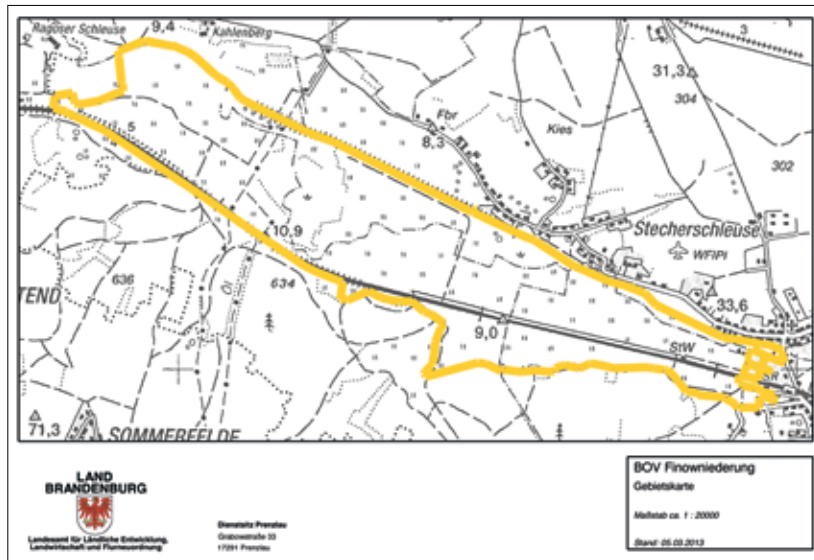 Ragöser Schleuse
9,4
Kahlenberg
3
31,3
304
Fbr
Kies
8,3
302
5
Stecherschleuse
WFlPl
10,9
636
634
Öl
TEND
33,6
9,0
StW
71,3
SOMMERFELDE
LAND
BRANDENBURG
Landesamt für Ländliche Entwicklung,
Landwirtschaft und Flurneuordnung
Dienstsitz Prenzlau
Grabowstraße 33
17291 Prenzlau
BOV Finowniederung
Gebietskarte
Maßstab ca. 1 : 20000
Stand: 05.03.2013